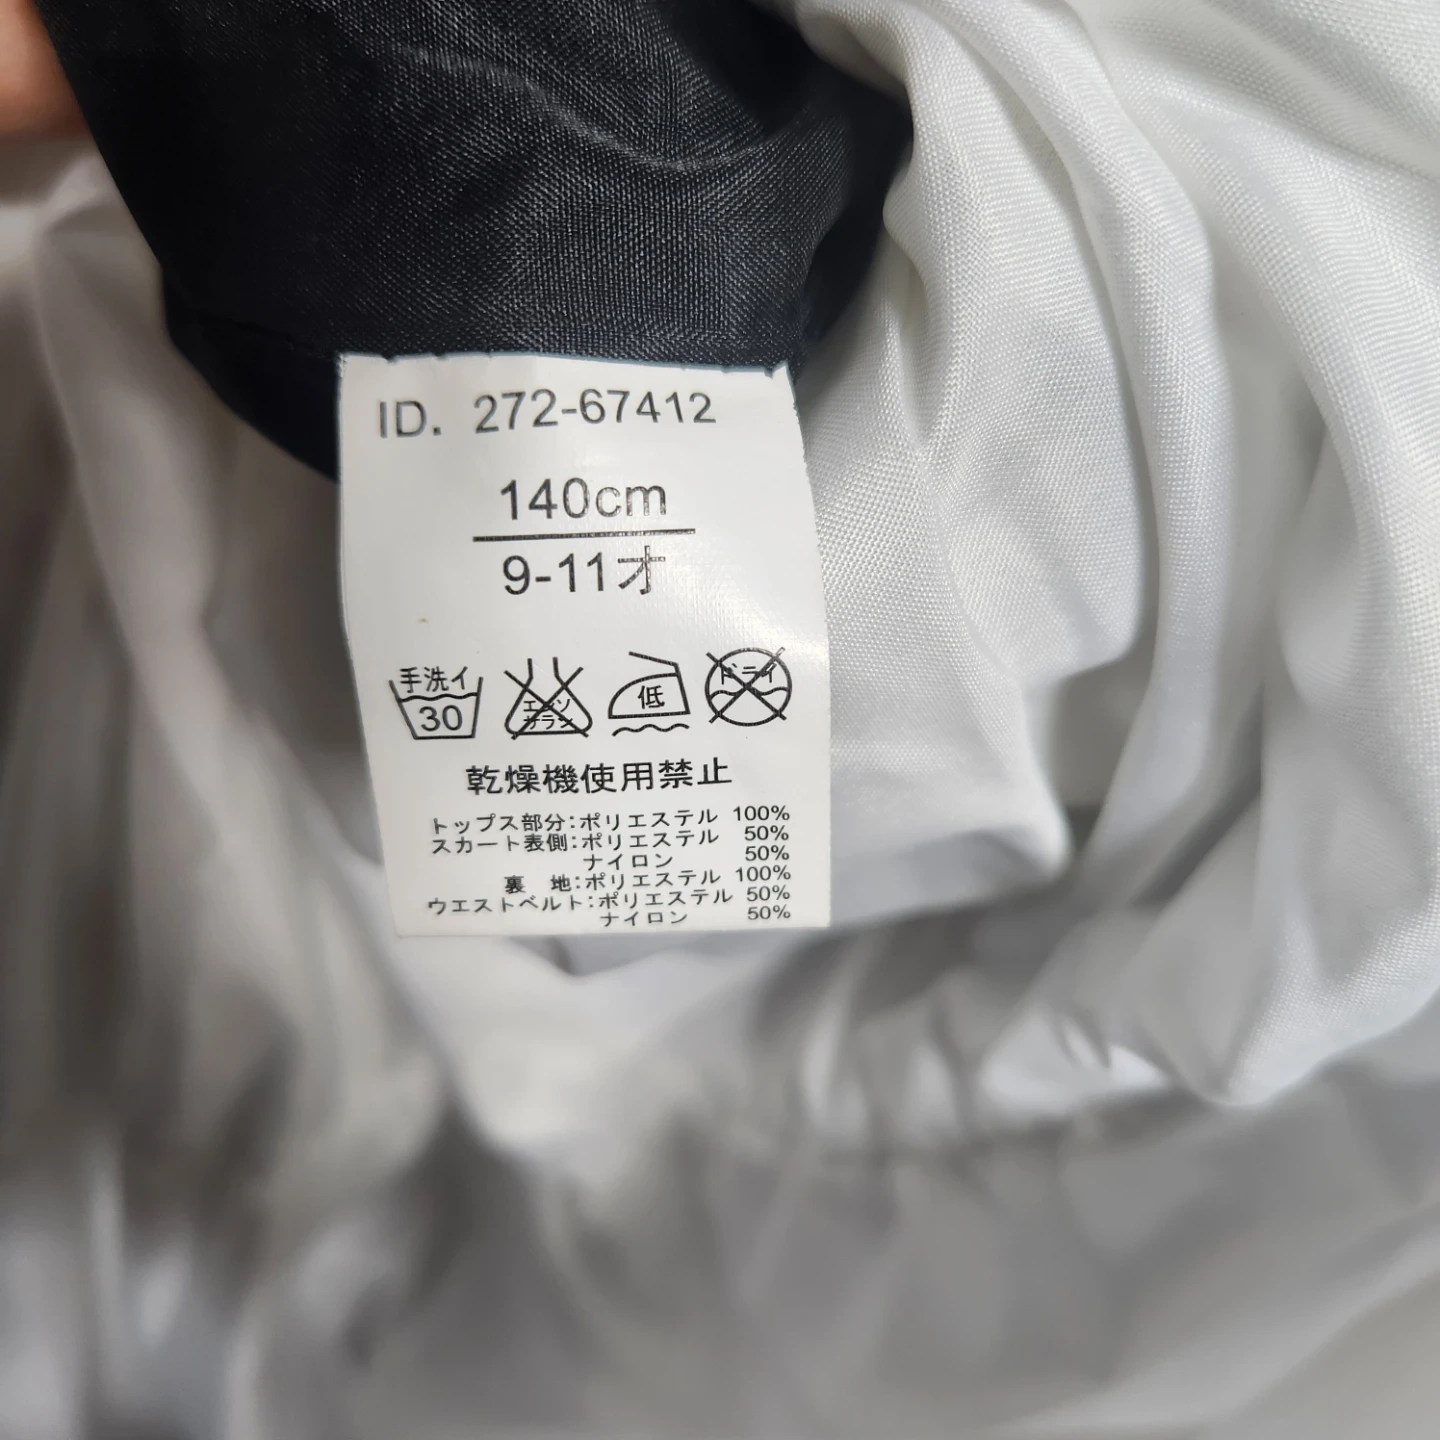 ID. 272-67412
140cm
9-11才
手洗イ 30 エンソ サラシ 低 ドライ
乾燥機使用禁止
トップス部分:ポリエステル 100%
スカート表側:ポリエステル 50%
ナイロン 50%
裏 地:ポリエステル 100%
ウエストベルト:ポリエステル 50%
ナイロン 50%